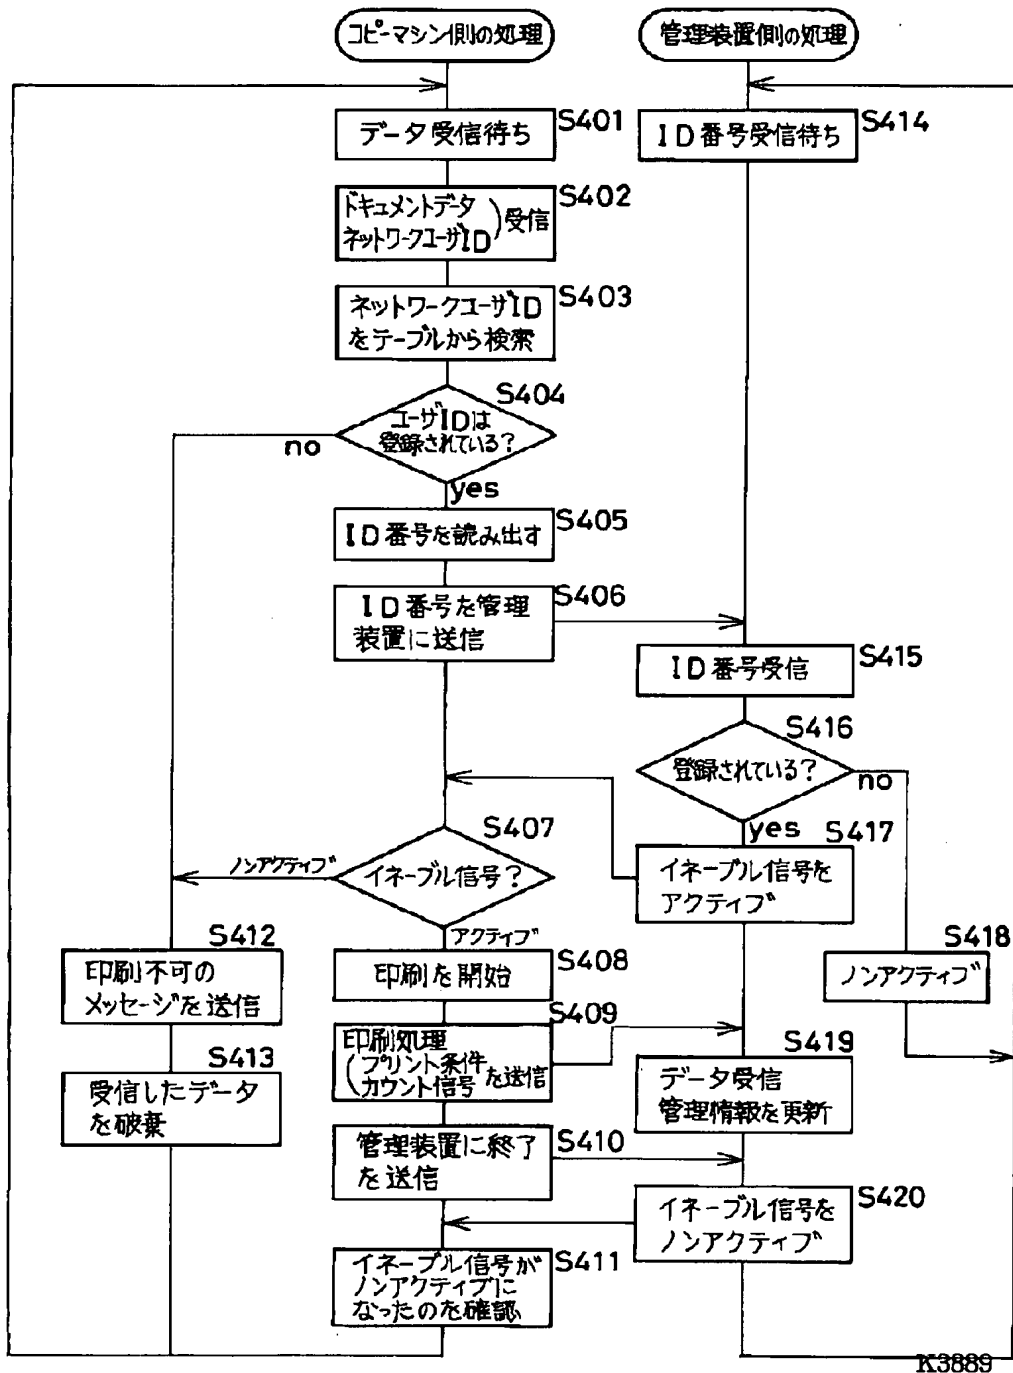 コピーマシン側の処理
データ受信待ち
S401
ドキュメントデータ
ネットワークユーザID
)受信
S402
ネットワークユーザID
をテーブルから検索
S403
S404
ユーザIDは
登録されている?
no
yes
ID番号を読み出す
S405
ID番号を管理
装置に送信
S406
S407
イネーブル信号?
ノンアクティブ
アクティブ
印刷を開始
S408
S409
印刷処理
(プリント条件
カウント信号
を送信
管理装置に終了
を送信
S410
イネーブル信号が
ノンアクティブに
なったのを確認
S411
S412
印刷不可の
メッセージを送信
S413
受信したデータ
を破棄
管理装置側の処理
ID番号受信待ち
S414
ID番号受信
S415
S416
登録されている?
no
yes
S417
イネーブル信号を
アクティブ
S418
ノンアクティブ
S419
データ受信
管理情報を更新
イネーブル信号を
ノンアクティブ
S420
K3889